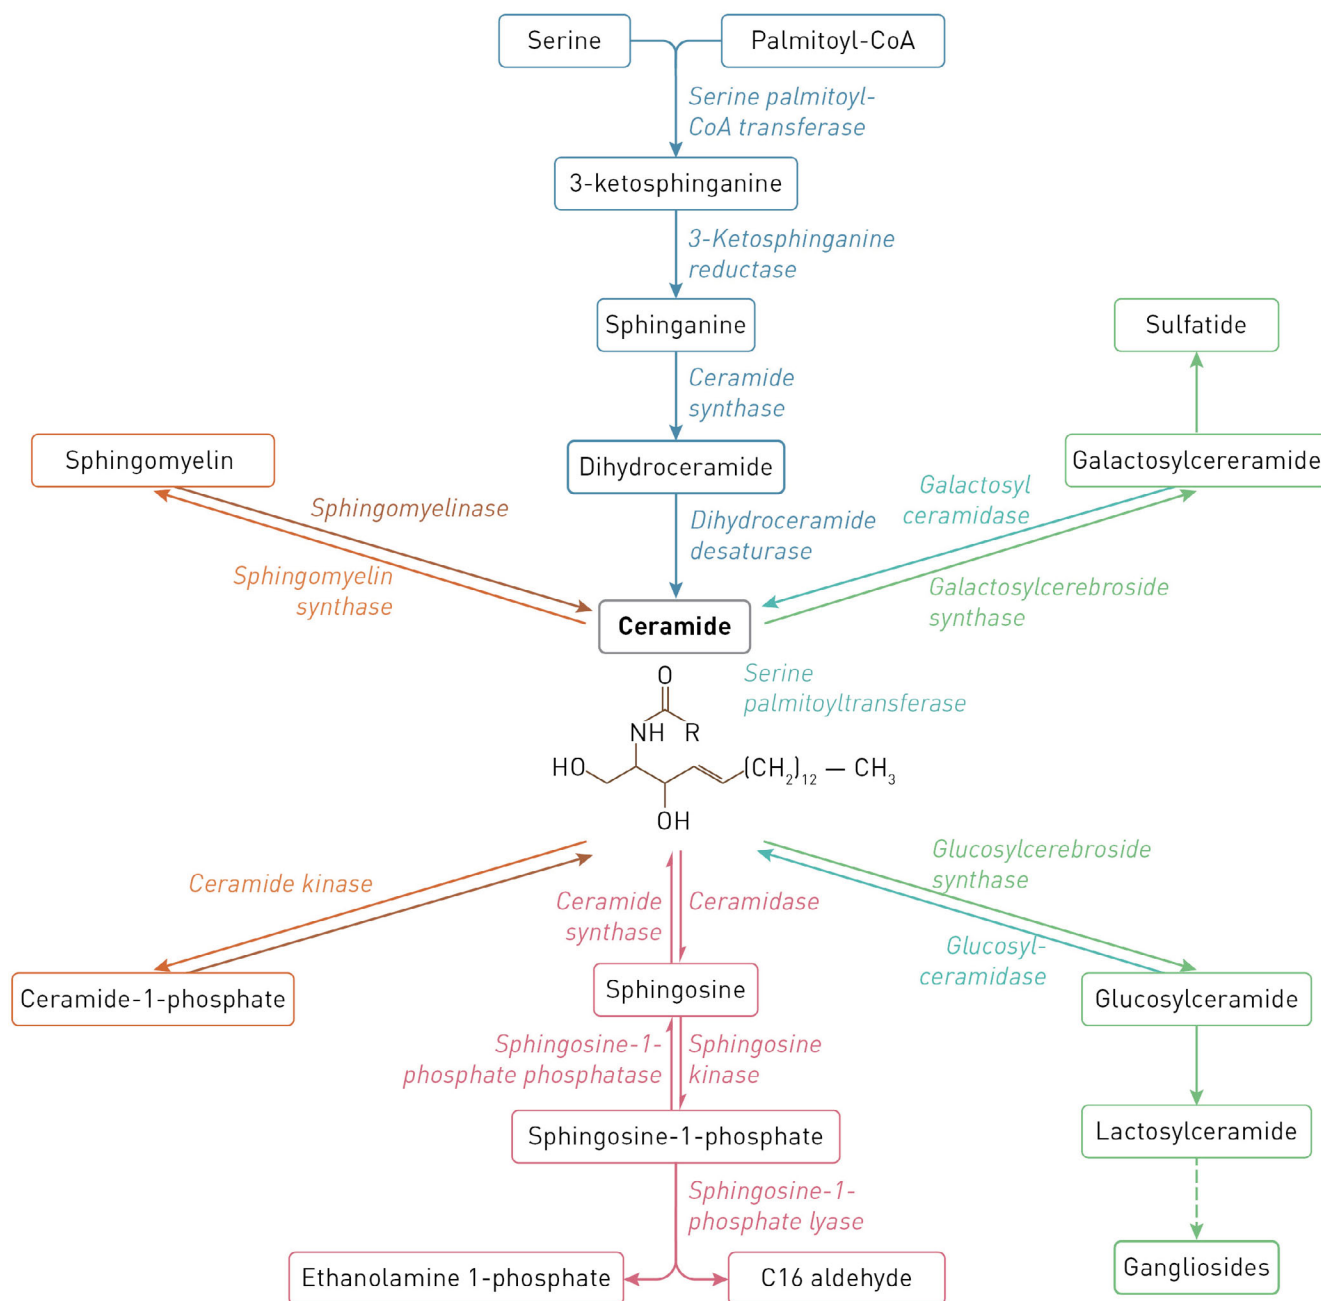 Serine
Palmitoyl-CoA
Serine palmitoyl-
CoA transferase
3-ketosphinganine
3-Ketosphinganine
reductase
Sphinganine
Sulfatide
Ceramide
synthase
Sphingomyelin
Dihydroceramide
Galactosylcereramide
Sphingomyelinase
Galactosyl
ceramidase
Dihydroceramide
desaturase
Sphingomyelin
synthase
Galactosylcerebroside
synthase
Ceramide
Serine
palmitoyltransferase
O
NH R
HO (CH2)12 — CH3
OH
Ceramide kinase
Ceramide
synthase
Ceramidase
Glucosylcerebroside
synthase
Glucosyl-
ceramidase
Ceramide-1-phosphate
Sphingosine
Glucosylceramide
Sphingosine-1-
phosphate phosphatase
Sphingosine
kinase
Sphingosine-1-phosphate
Lactosylceramide
Sphingosine-1-
phosphate lyase
Ethanolamine 1-phosphate
C16 aldehyde
Gangliosides